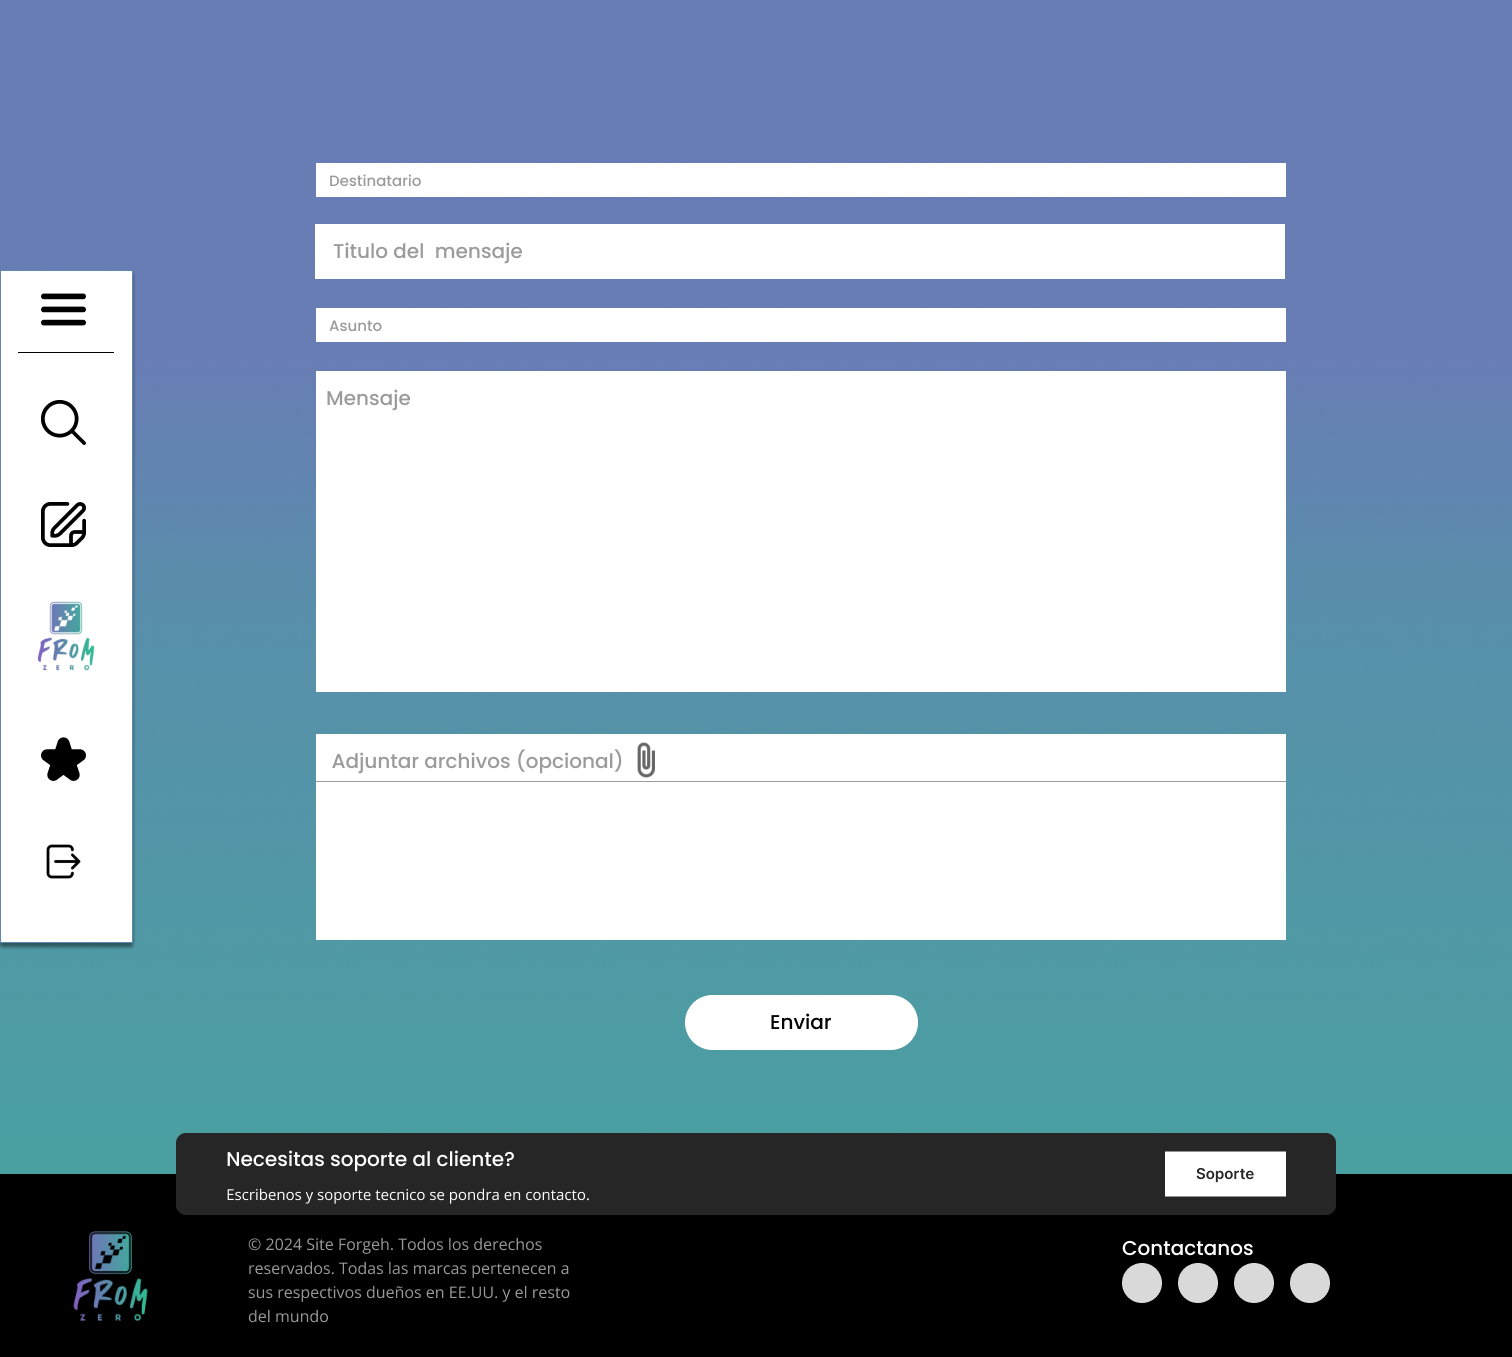 Destinatario
Titulo del  mensaje
Asunto
Mensaje
FROM
ZERO
Adjuntar archivos (opcional)
Enviar
Necesitas soporte al cliente?
Escribenos y soporte tecnico se pondra en contacto.
Soporte
FROM
ZERO
© 2024 Site Forgeh. Todos los derechos
reservados. Todas las marcas pertenecen a
sus respectivos dueños en EE.UU. y el resto
del mundo
Contactanos